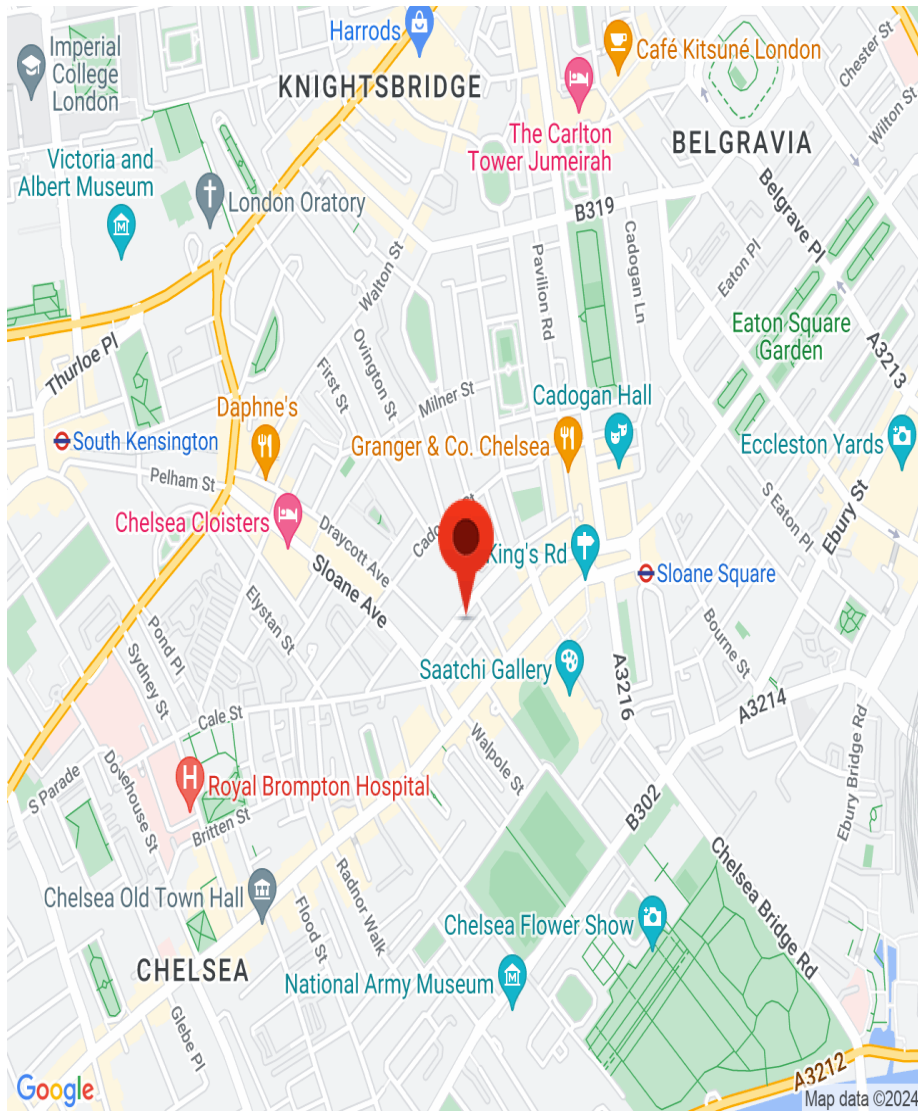 Harrods
Imperial
College
London
Café Kitsuné London
Chester St
KNIGHTSBRIDGE
Wilton St
The Carlton
Tower Jumeirah
BELGRAVIA
Victoria and
Albert Museum
London Oratory
B319
Belgrave Pl
Walton St
Pavilion Rd
Cadogan Ln
Eaton Pl
Thurloe Pl
Ovington St
First St
Milner St
Eaton Square
Garden
A3213
Daphne's
Cadogan Hall
South Kensington
Granger & Co. Chelsea
Eccleston Yards
Pelham St
Chelsea Cloisters
Draycott Ave
S Eaton Pl
Ebury St
King's Rd
Sloane Square
Sloane Ave
Elystan St
Bourne St
Pond Pl
Sydney St
Saatchi Gallery
A3216
A3214
Cale St
Walpole St
Ebury Bridge Rd
S Parade
Dovehouse St
Royal Brompton Hospital
B302
Britten St
Chelsea Bridge Rd
Chelsea Old Town Hall
Radnor Walk
Flood St
Chelsea Flower Show
CHELSEA
National Army Museum
Glebe Pl
A3212
Google
Map data ©2024